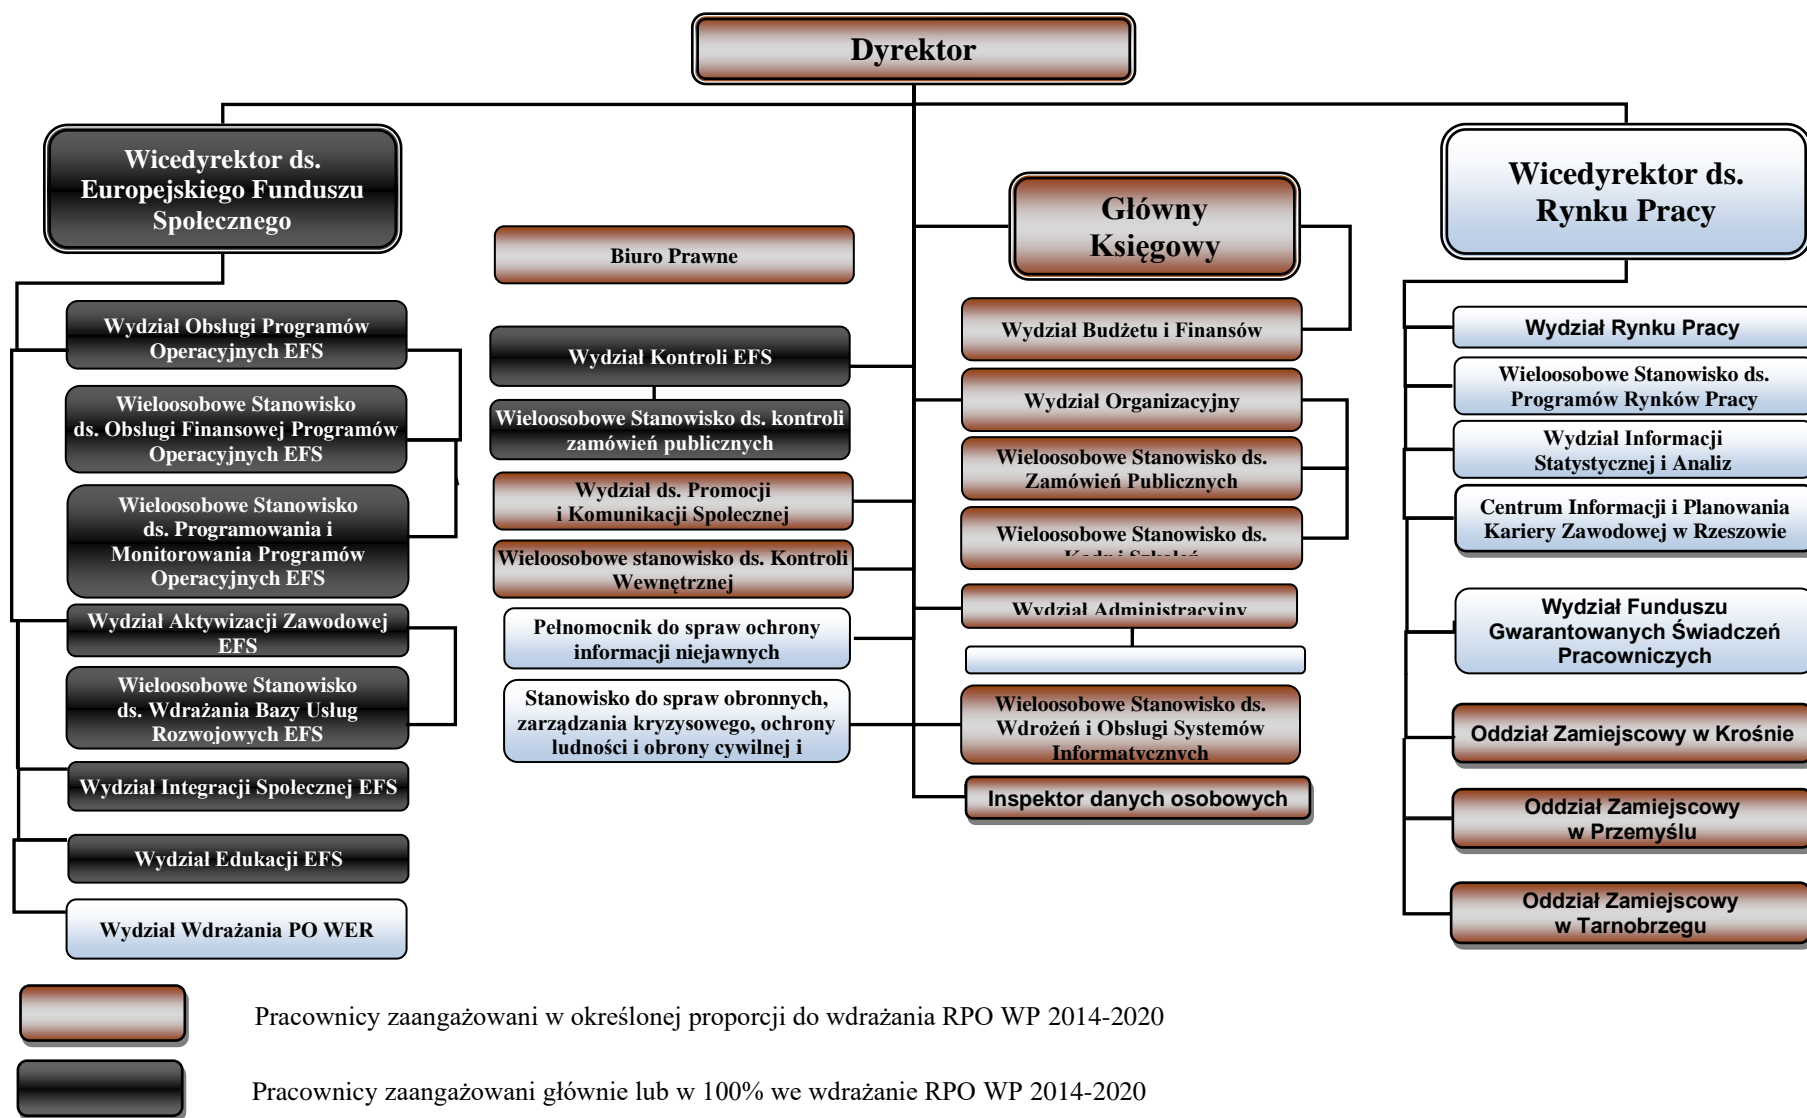 Dyrektor
Wicedyrektor ds.
Europejskiego Funduszu
Społecznego
Wydział Obsługi Programów
Operacyjnych EFS
Wieloosobowe Stanowisko
ds. Obsługi Finansowej Programów
Operacyjnych EFS
Wieloosobowe Stanowisko
ds. Programowania i
Monitorowania Programów
Operacyjnych EFS
Wydział Aktywizacji Zawodowej
EFS
Wieloosobowe Stanowisko
ds. Wdrażania Bazy Usług
Rozwojowych EFS
Wydział Integracji Społecznej EFS
Wydział Edukacji EFS
Wydział Wdrażania PO WER
Biuro Prawne
Wydział Kontroli EFS
Wieloosobowe Stanowisko ds. kontroli
zamówień publicznych
Wydział ds. Promocji
i Komunikacji Społecznej
Wieloosobowe stanowisko ds. Kontroli
Wewnętrznej
Pełnomocnik do spraw ochrony
informacji niejawnych
Stanowisko do spraw obronnych,
zarządzania kryzysowego, ochrony
ludności i obrony cywilnej i
Główny
Księgowy
Wydział Budżetu i Finansów
Wydział Organizacyjny
Wieloosobowe Stanowisko ds.
Zamówień Publicznych
Wieloosobowe Stanowisko ds.
Kadr i Szkoleń
Wydział Administracyjny
Wieloosobowe Stanowisko ds.
Wdrożeń i Obsługi Systemów
Informatycznych
Inspektor danych osobowych
Wicedyrektor ds.
Rynku Pracy
Wydział Rynku Pracy
Wieloosobowe Stanowisko ds.
Programów Rynków Pracy
Wydział Informacji
Statystycznej i Analiz
Centrum Informacji i Planowania
Kariery Zawodowej w Rzeszowie
Wydział Funduszu
Gwarantowanych Świadczeń
Pracowniczych
Oddział Zamiejscowy w Krośnie
Oddział Zamiejscowy
w Przemyślu
Oddział Zamiejscowy
w Tarnobrzegu
Pracownicy zaangażowani w określonej proporcji do wdrażania RPO WP 2014-2020
Pracownicy zaangażowani głównie lub w 100% we wdrażanie RPO WP 2014-2020